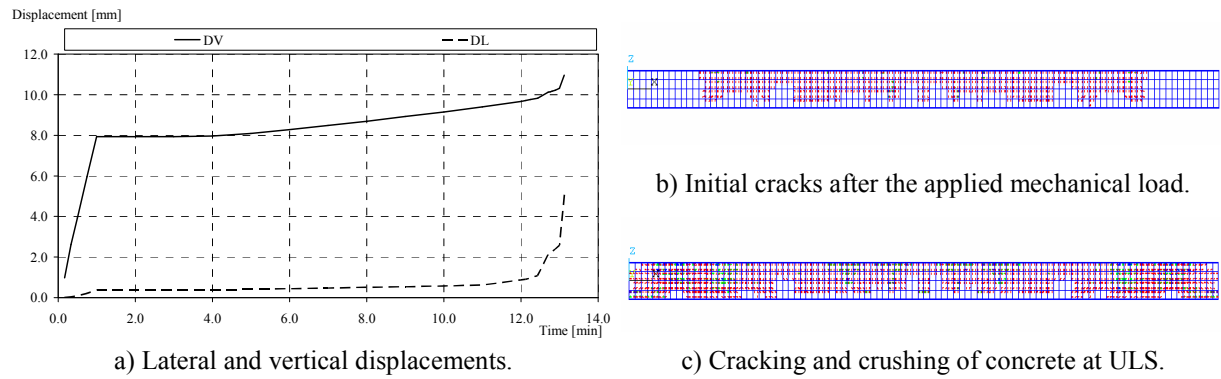 Displacement [mm]
DV DL
12.0
10.0
8.0
6.0
4.0
2.0
0.0
0.0 2.0 4.0 6.0 8.0 10.0 12.0 14.0
Time [min]
a) Lateral and vertical displacements.
Z
X
b) Initial cracks after the applied mechanical load.
Z
X
c) Cracking and crushing of concrete at ULS.